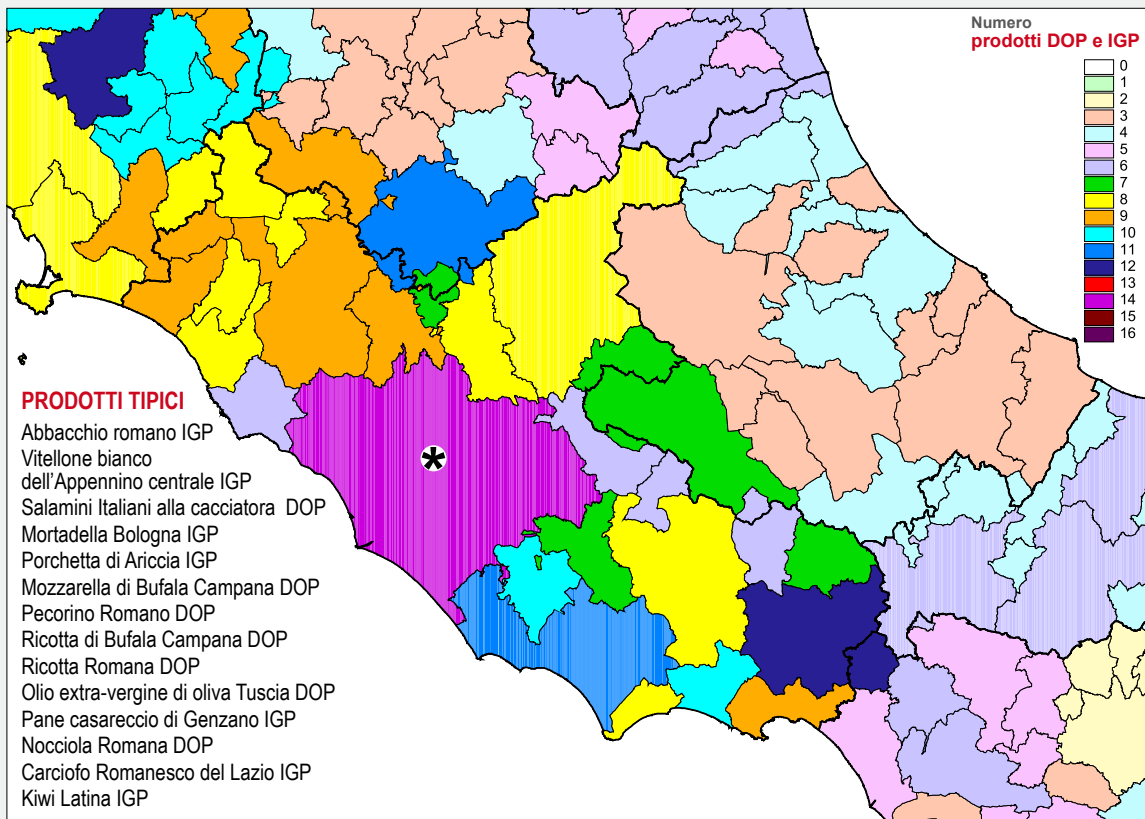 Numero
prodotti DOP e IGP
0
1
2
3
4
5
6
7
8
9
10
11
12
13
14
15
16
*
PRODOTTI TIPICI
Abbacchio romano IGP
Vitellone bianco
dell'Appennino centrale IGP
Salamini Italiani alla cacciatora DOP
Mortadella Bologna IGP
Porchetta di Ariccia IGP
Mozzarella di Bufala Campana DOP
Pecorino Romano DOP
Ricotta di Bufala Campana DOP
Ricotta Romana DOP
Olio extra-vergine di oliva Tuscia DOP
Pane casareccio di Genzano IGP
Nocciola Romana DOP
Carciofo Romanesco del Lazio IGP
Kiwi Latina IGP